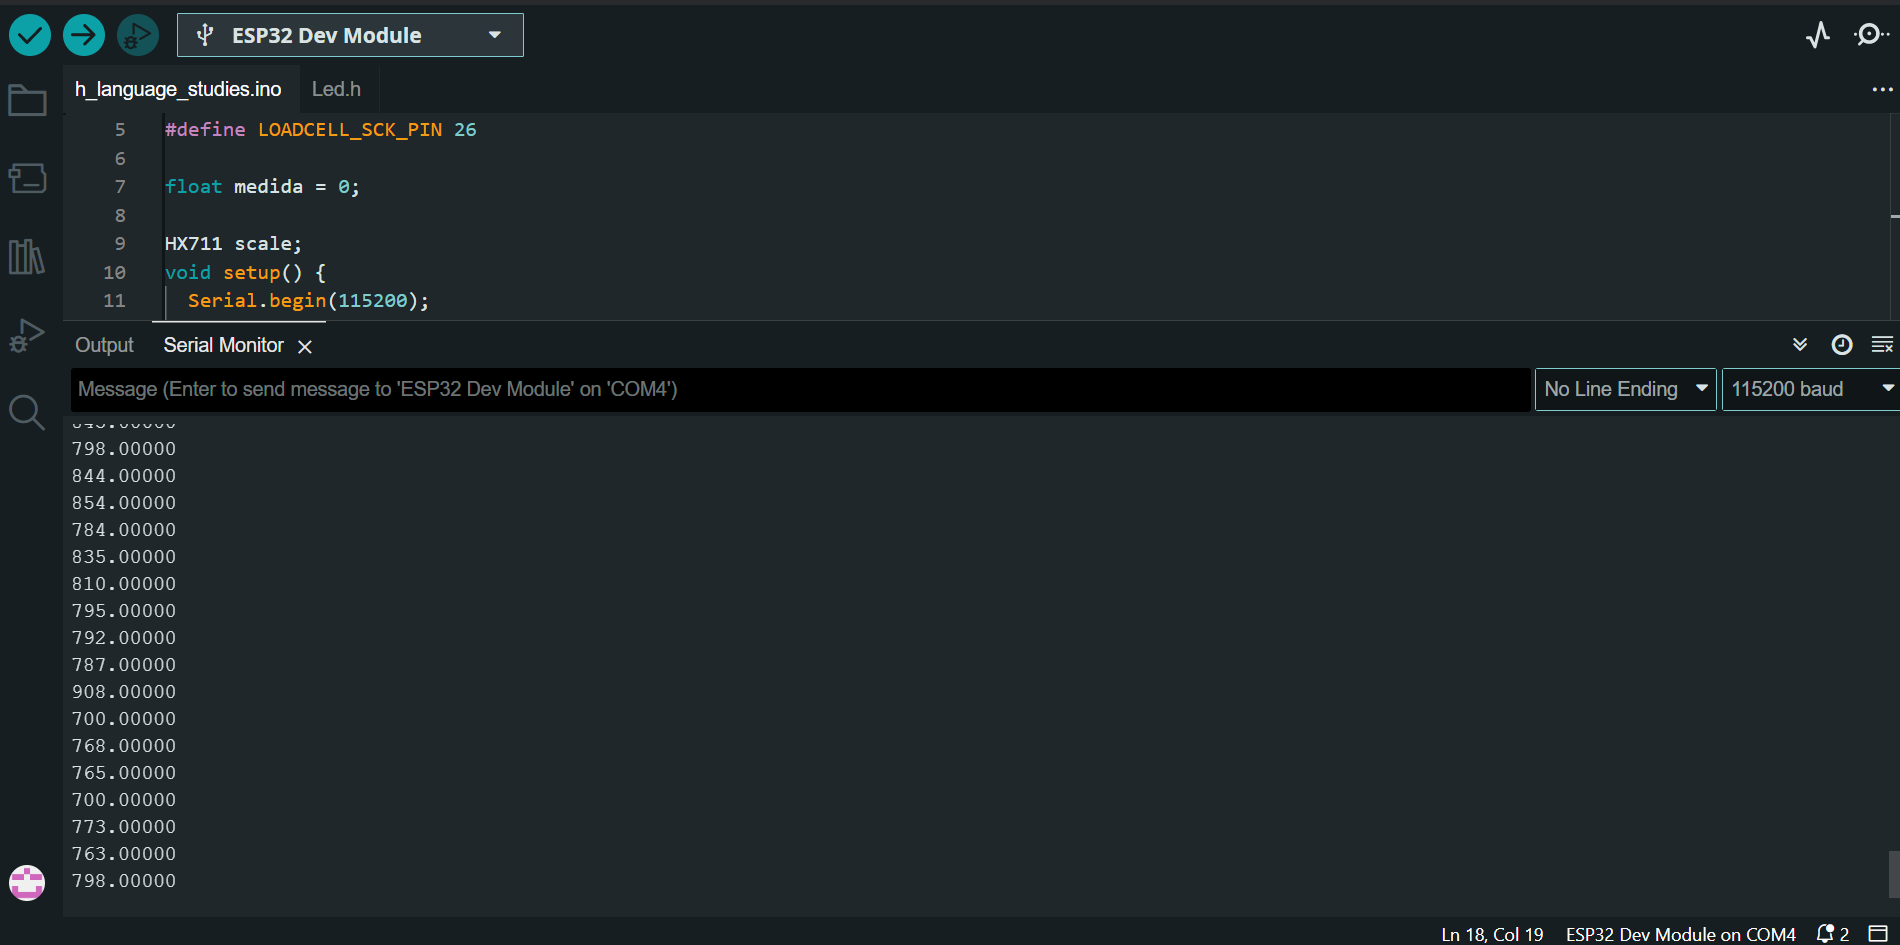 ESP32 Dev Module
h_language_studies.ino Led.h
5 #define LOADCELL_SCK_PIN 26
6
7 float medida = 0;
8
9 HX711 scale;
10 void setup() {
11 Serial.begin(115200);
Output Serial Monitor
Message (Enter to send message to 'ESP32 Dev Module' on 'COM4') No Line Ending 115200 baud
798.00000
844.00000
854.00000
784.00000
835.00000
810.00000
795.00000
792.00000
787.00000
908.00000
700.00000
768.00000
765.00000
700.00000
773.00000
763.00000
798.00000
Ln 18, Col 19 ESP32 Dev Module on COM4 2